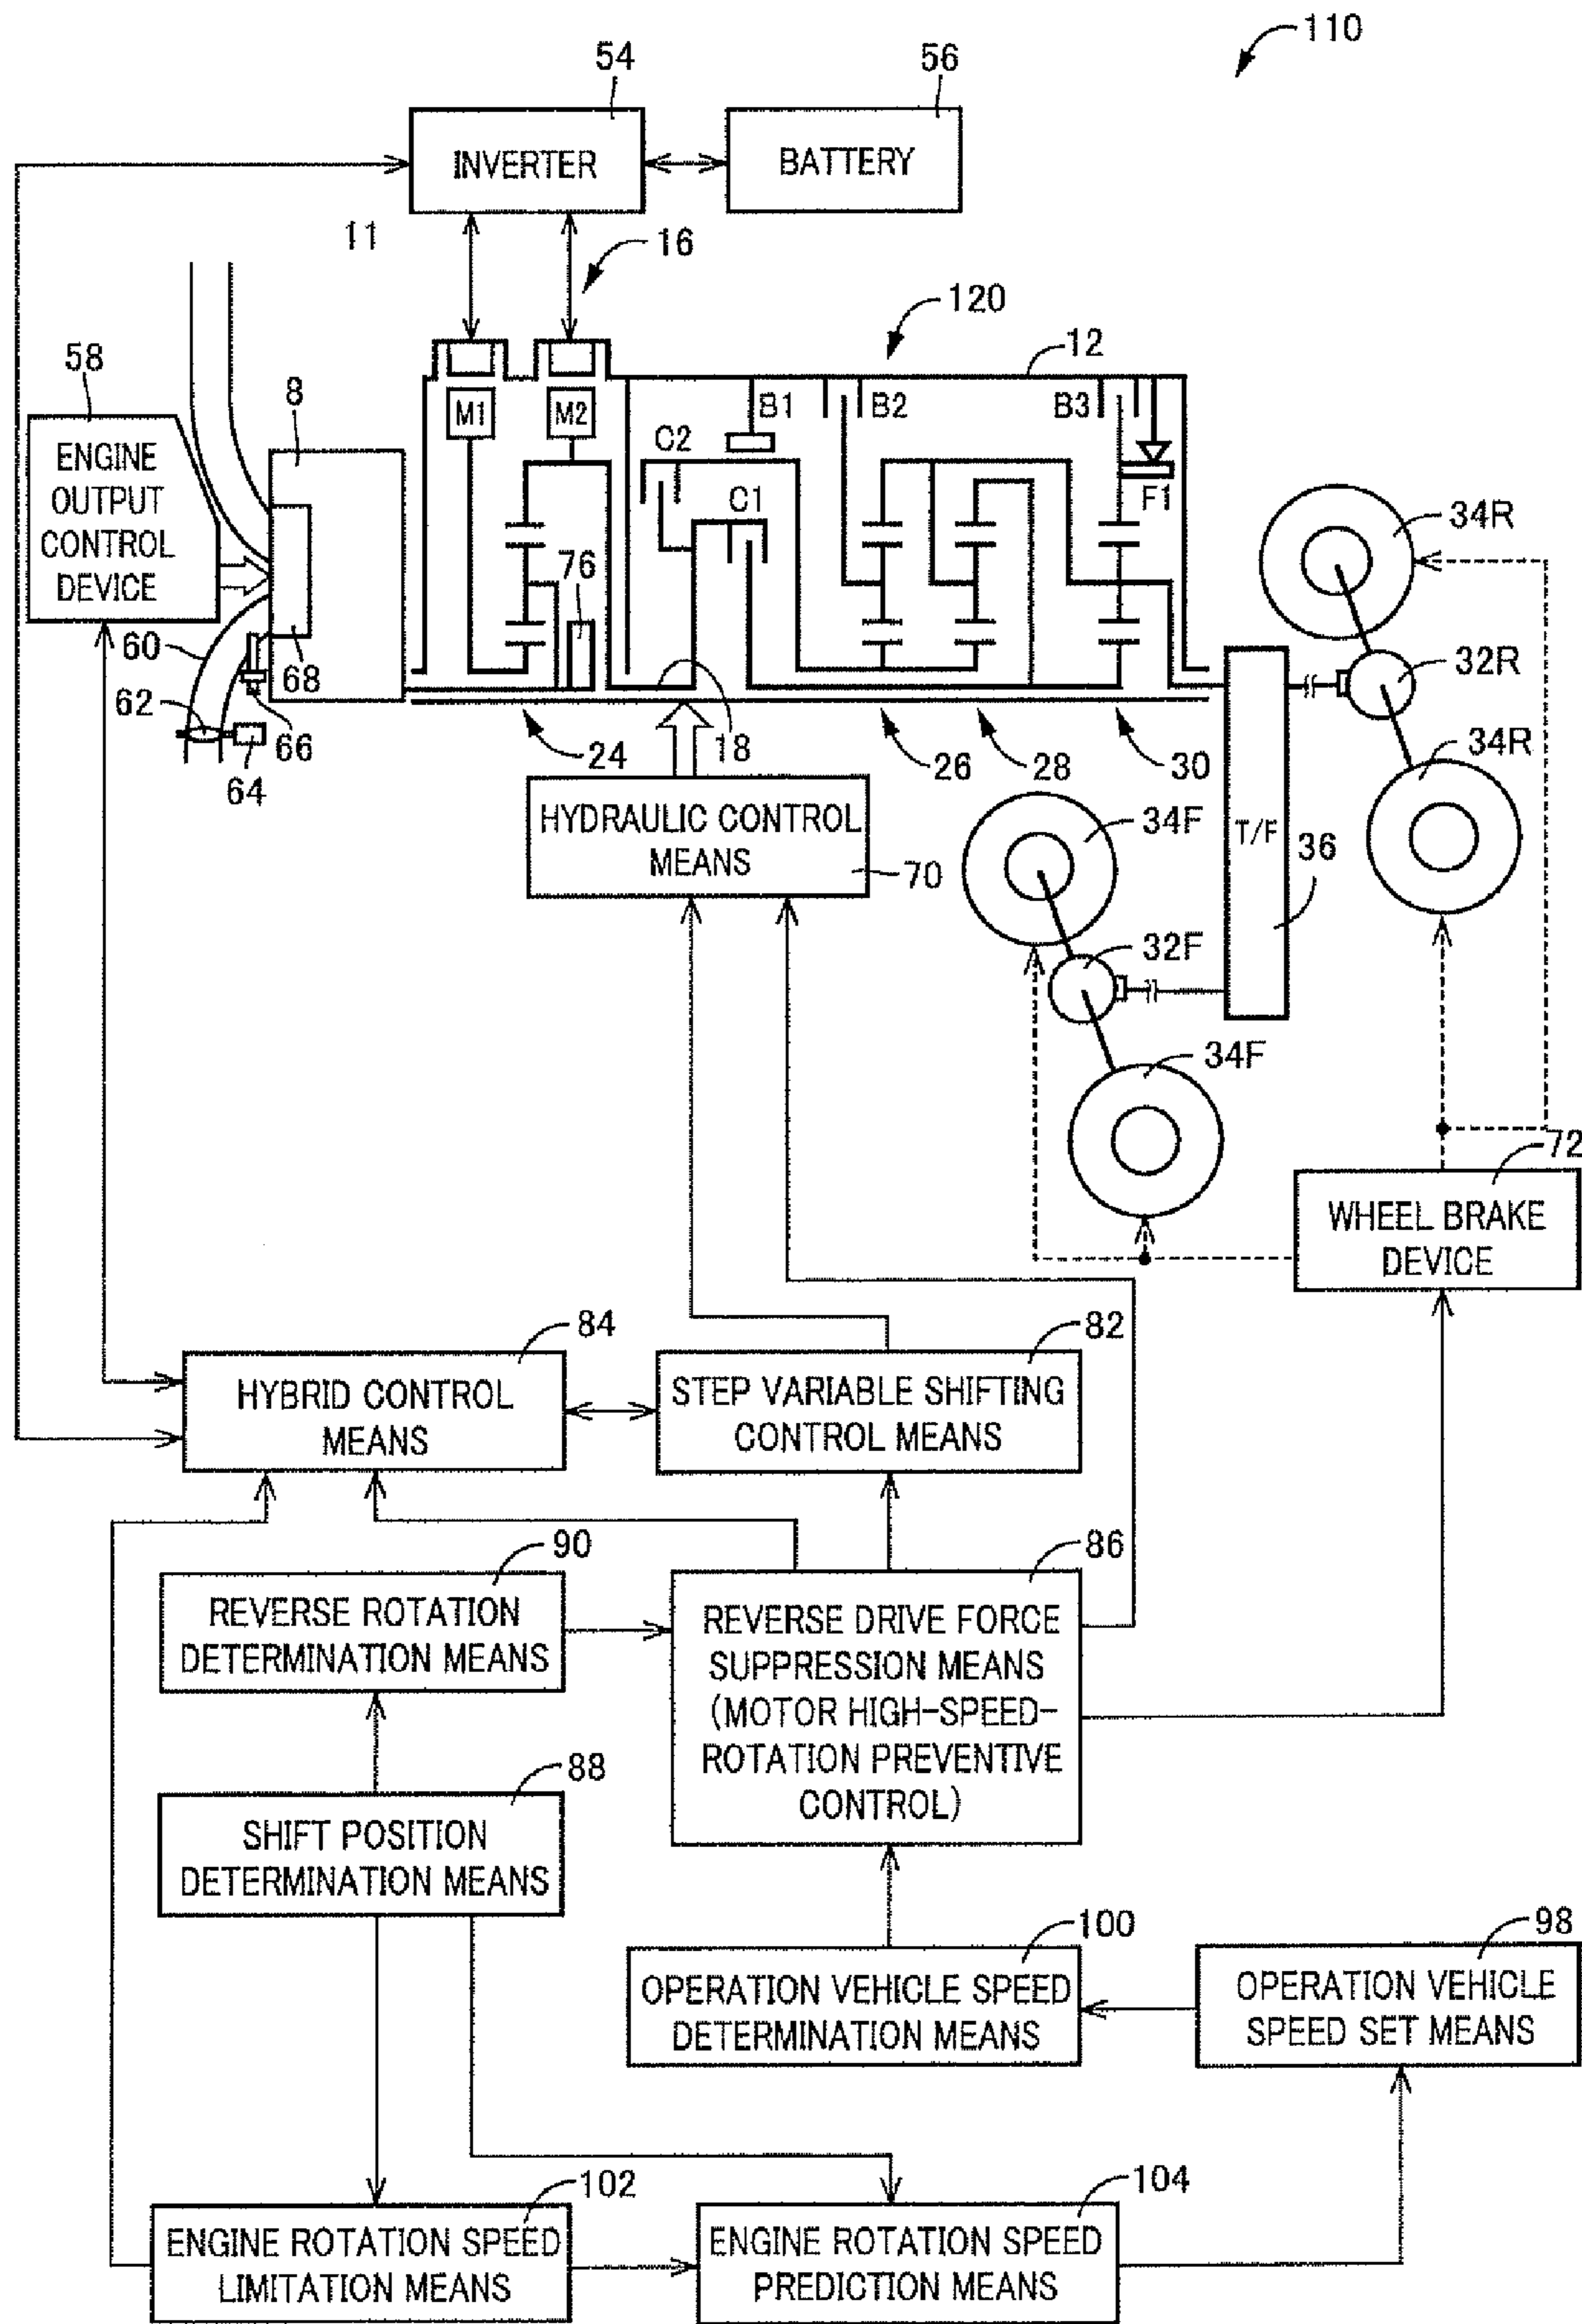 110
54
56
INVERTER
BATTERY
11
16
120
12
58
8
M1
M2
B1
B2
B3
C2
C1
F1
ENGINE
OUTPUT
CONTROL
DEVICE
76
34R
60
68
62
66
64
18
24
26
28
30
32R
34R
HYDRAULIC CONTROL
MEANS
70
34F
T/F
36
32F
34F
72
WHEEL BRAKE
DEVICE
84
82
HYBRID CONTROL
MEANS
STEP VARIABLE SHIFTING
CONTROL MEANS
90
86
REVERSE ROTATION
DETERMINATION MEANS
REVERSE DRIVE FORCE
SUPPRESSION MEANS
(MOTOR HIGH-SPEED-
ROTATION PREVENTIVE
CONTROL)
88
SHIFT POSITION
DETERMINATION MEANS
100
98
OPERATION VEHICLE SPEED
DETERMINATION MEANS
OPERATION VEHICLE
SPEED SET MEANS
102
104
ENGINE ROTATION SPEED
LIMITATION MEANS
ENGINE ROTATION SPEED
PREDICTION MEANS